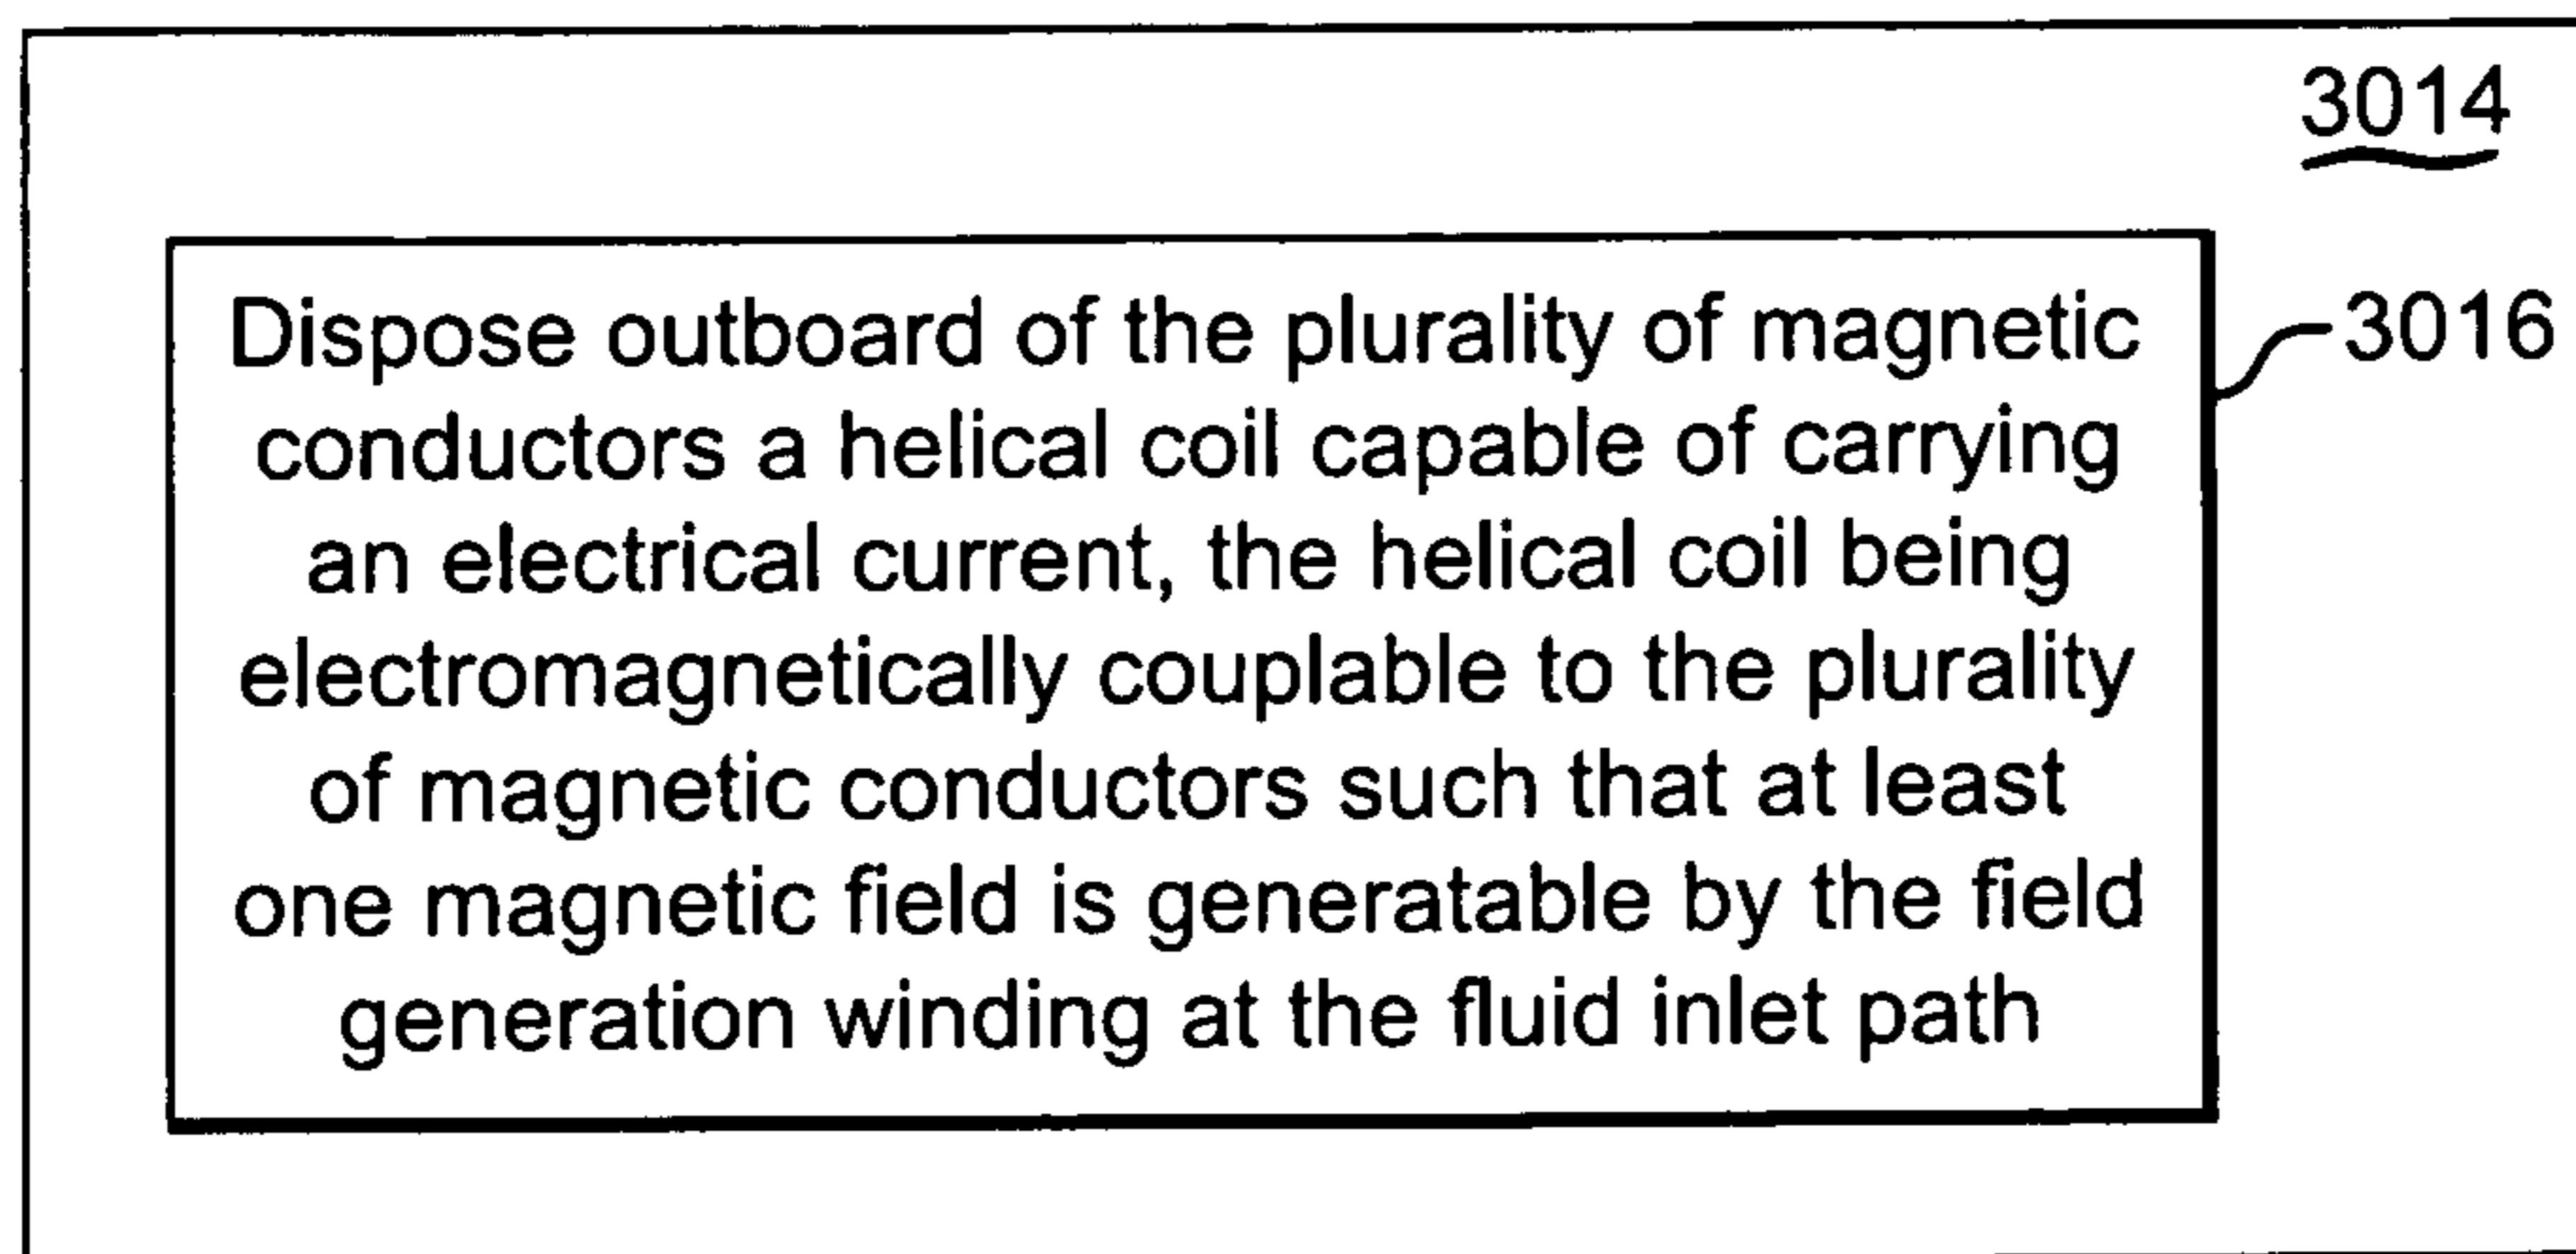 3014
Dispose outboard of the plurality of magnetic
conductors a helical coil capable of carrying
an electrical current, the helical coil being
electromagnetically couplable to the plurality
of magnetic conductors such that at least
one magnetic field is generatable by the field
generation winding at the fluid inlet path
3016